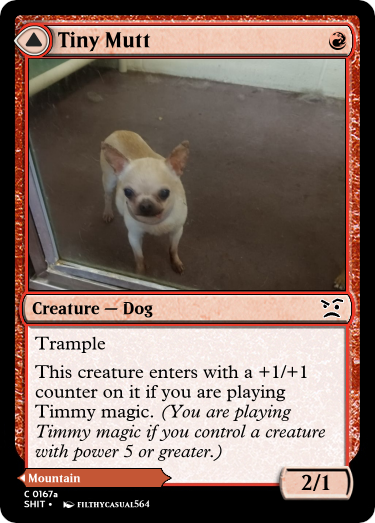 Tiny Mutt
Creature — Dog
Trample
This creature enters with a +1/+1
counter on it if you are playing
Timmy magic. (You are playing
Timmy magic if you control a creature
with power 5 or greater.)
Mountain
2/1
C 0167a
SHIT • FILTHYCASUAL564